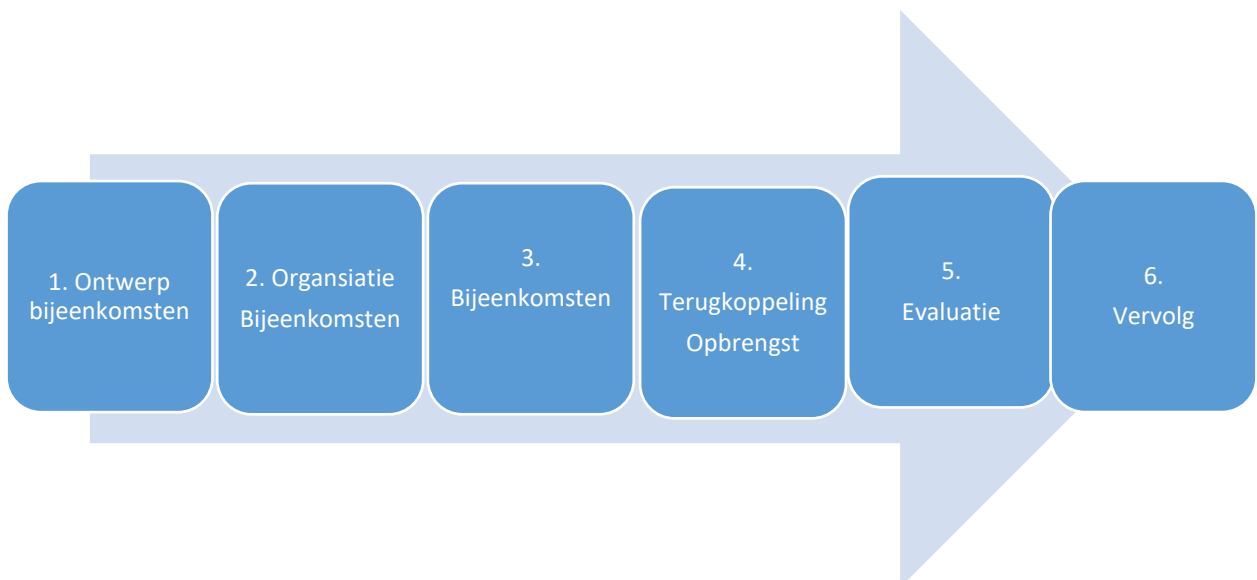 1. Ontwerp
bijeenkomsten
2. Organsiatie
Bijeenkomsten
3.
Bijeenkomsten
4.
Terugkoppeling
Opbrengst
5.
Evaluatie
6.
Vervolg